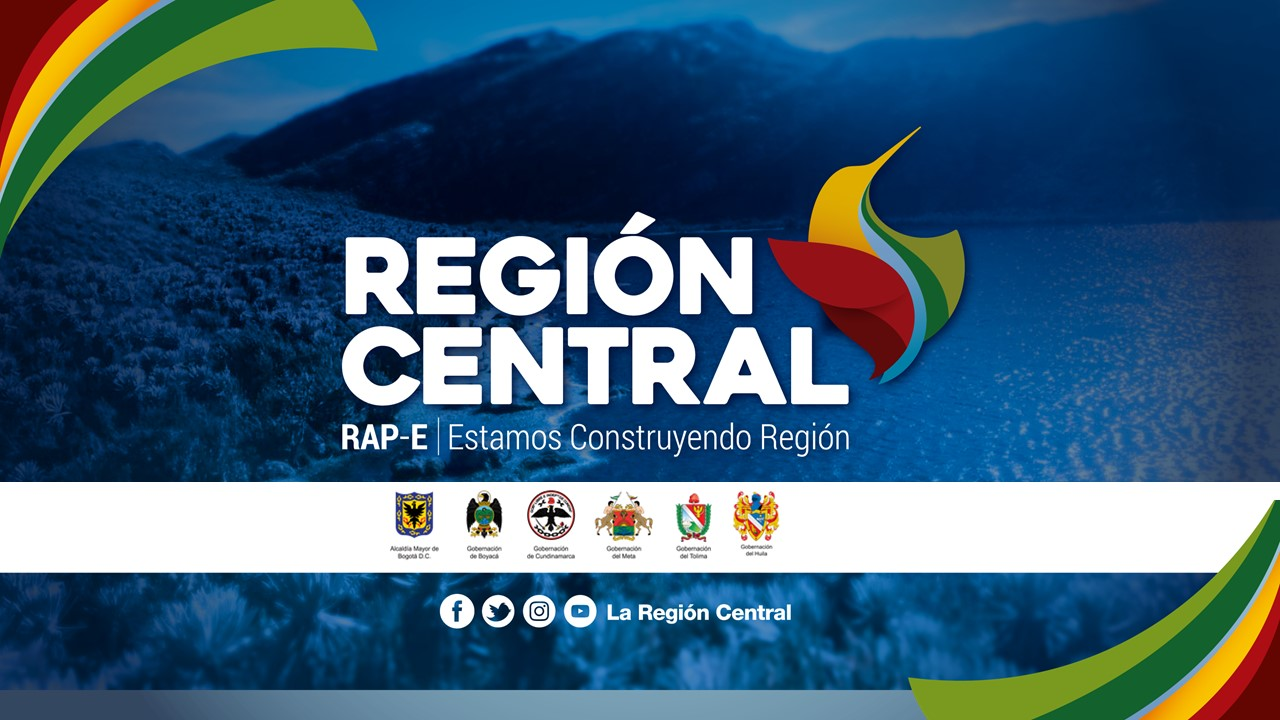 REGIÓN
CENTRAL
RAP-E | Estamos Construyendo Región
Alcaldía Mayor de
Bogotá D.C.
Gobernación
de Boyacá
Gobernación
de Cundinamarca
Gobernación
del Meta
Gobernación
del Tolima
Gobernación
del Huila
La Región Central